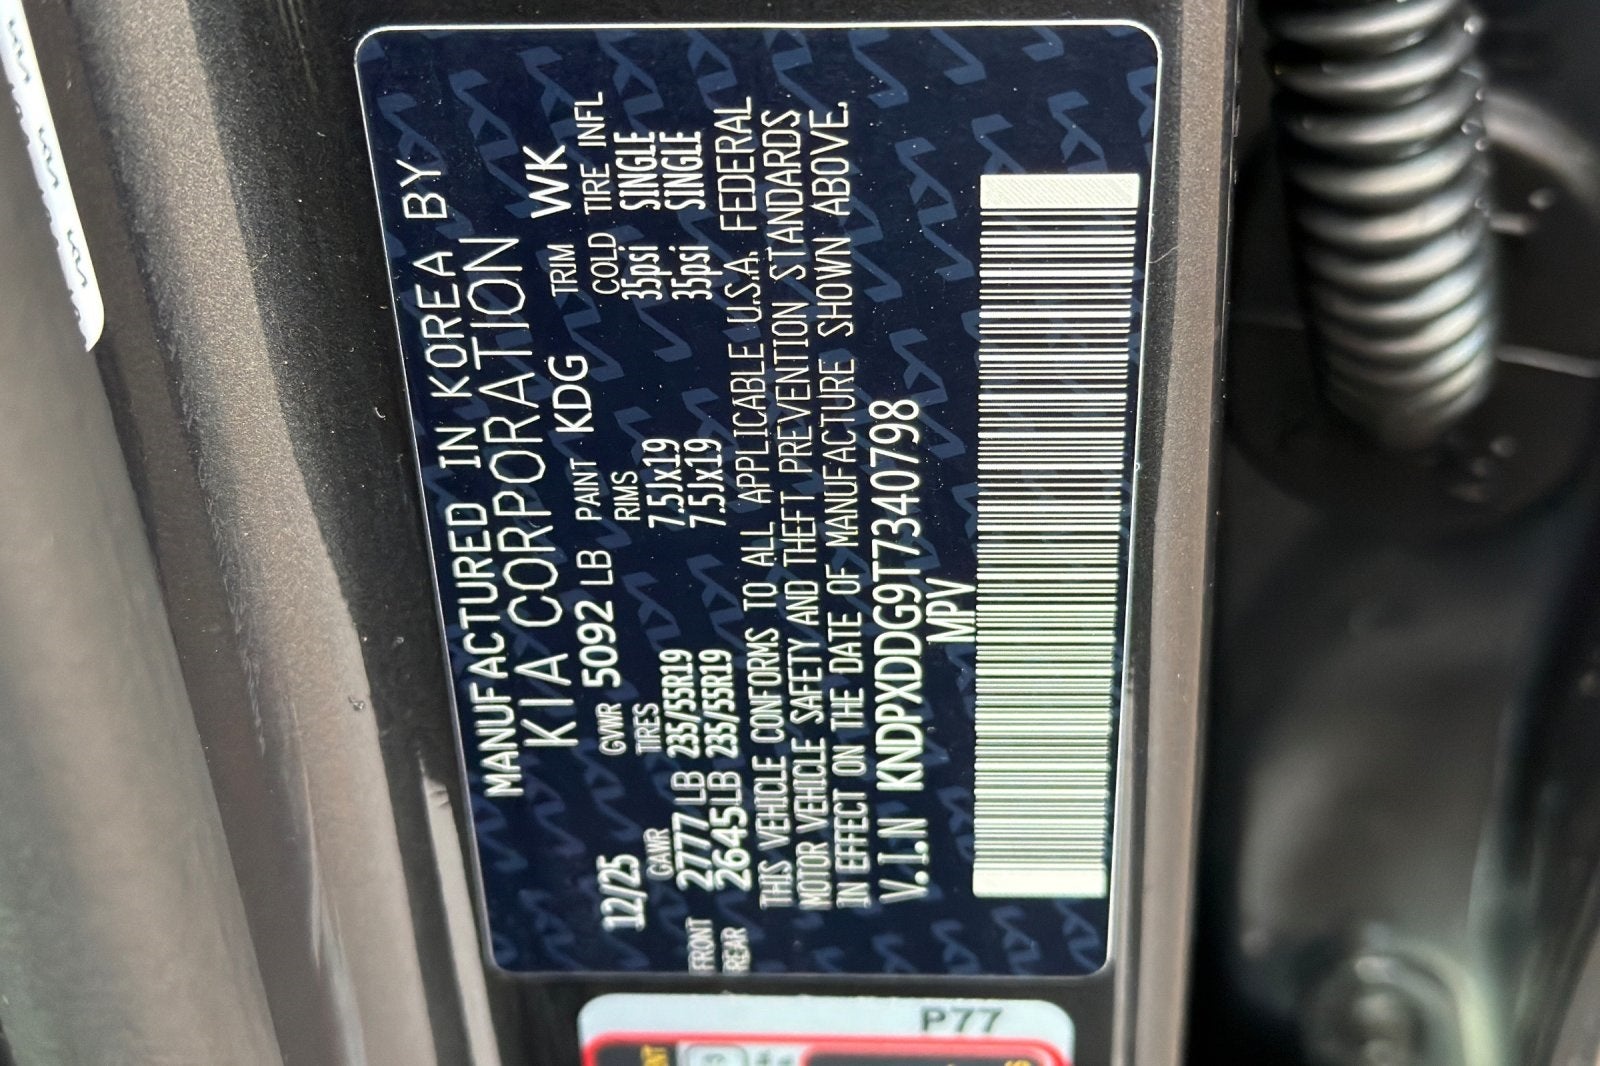 MANUFACTURED IN KOREA BY
KIA CORPORATION
12/25 GVWR 5092 LB PAINT KDG TRIM WK
GAWR TIRES RIMS COLD TIRE INFL
FRONT 2777 LB 235/55R19 7.5Jx19 35psi SINGLE
REAR 2645LB 235/55R19 7.5Jx19 35psi SINGLE
THIS VEHICLE CONFORMS TO ALL APPLICABLE U.S.A. FEDERAL
MOTOR VEHICLE SAFETY AND THEFT PREVENTION STANDARDS
IN EFFECT ON THE DATE OF MANUFACTURE SHOWN ABOVE.
V.I.N KNDPXDDG9T7340798
MPV
P77